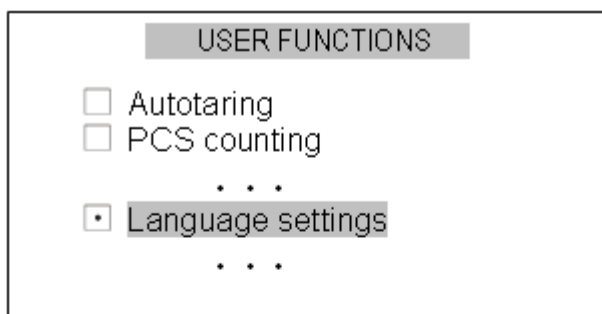 USER FUNCTIONS
Autotaring
PCS counting
. . .
Language settings
. . .